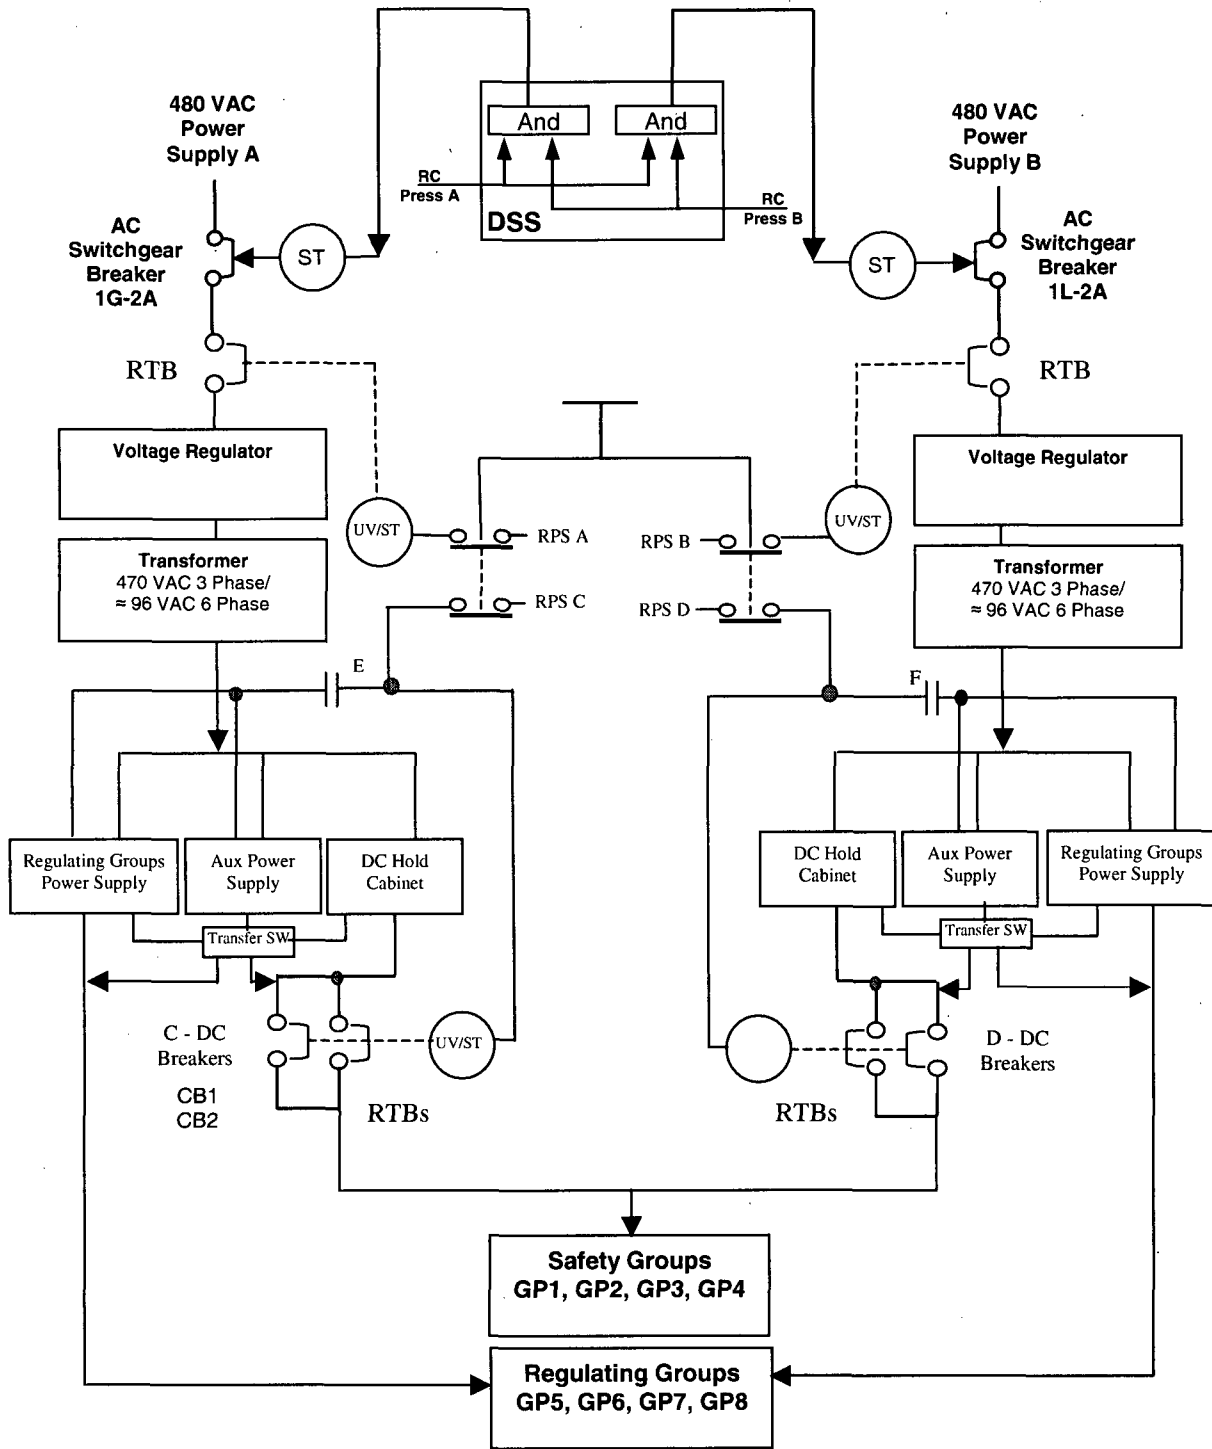 480 VAC
Power
Supply A
And
And
480 VAC
Power
Supply B
RC
Press A
RC
Press B
DSS
AC
Switchgear
Breaker
1G-2A
ST
ST
AC
Switchgear
Breaker
1L-2A
RTB
RTB
Voltage Regulator
Voltage Regulator
UV/ST
RPS A
RPS B
UV/ST
Transformer
470 VAC 3 Phase/
≈ 96 VAC 6 Phase
Transformer
470 VAC 3 Phase/
≈ 96 VAC 6 Phase
RPS C
RPS D
E
F
Regulating Groups
Power Supply
Aux Power
Supply
DC Hold
Cabinet
DC Hold
Cabinet
Aux Power
Supply
Regulating Groups
Power Supply
Transfer SW
Transfer SW
C - DC
Breakers
CB1
CB2
UV/ST
RTBs
D - DC
Breakers
RTBs
Safety Groups
GP1, GP2, GP3, GP4
Regulating Groups
GP5, GP6, GP7, GP8